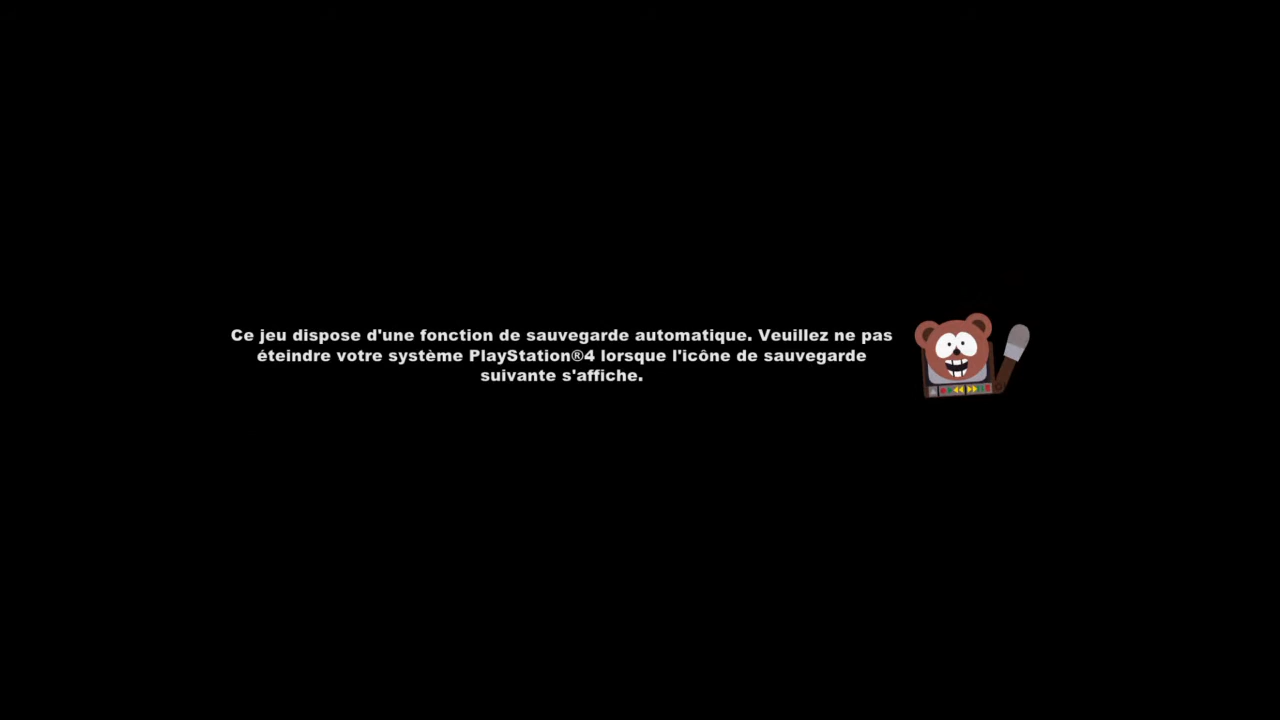 Ce jeu dispose d'une fonction de sauvegarde automatique. Veuillez ne pas
éteindre votre système PlayStation®4 lorsque l'icône de sauvegarde
suivante s'affiche.